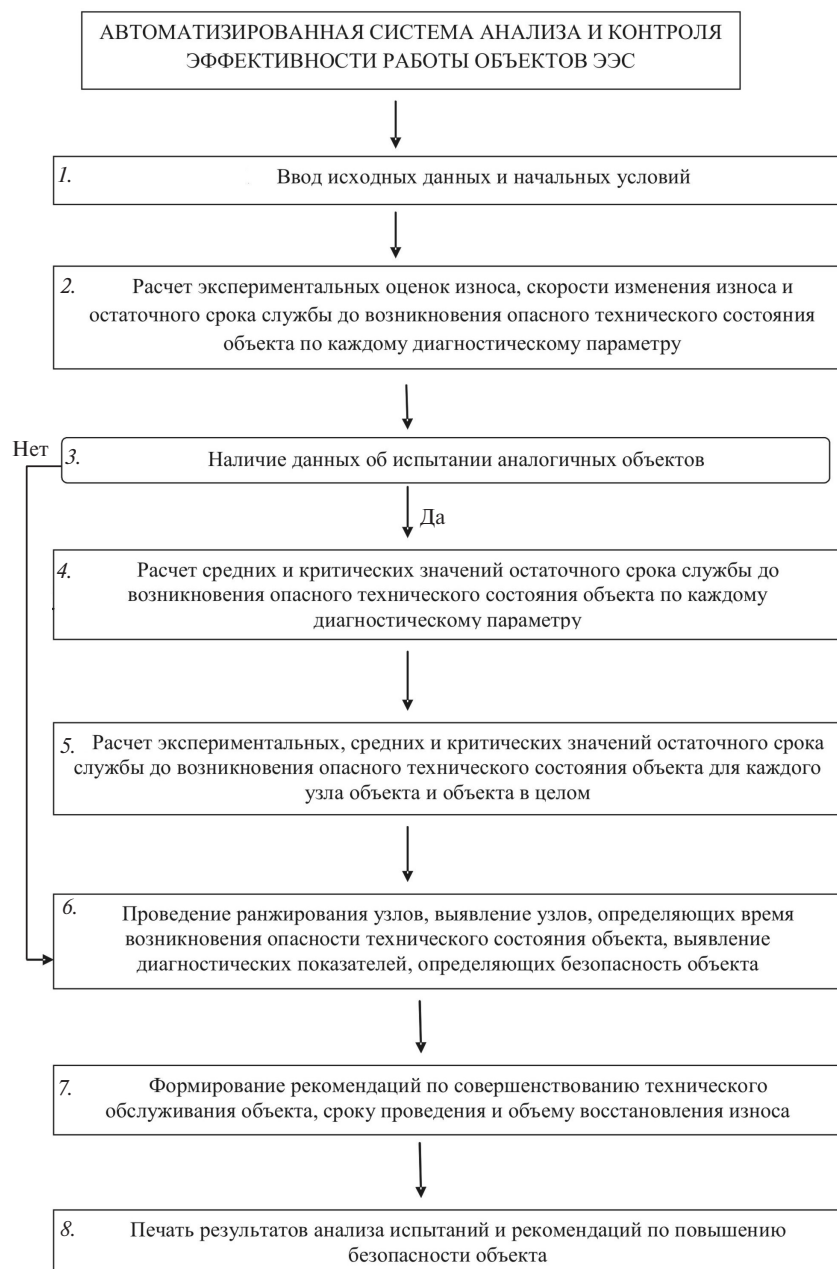 АВТОМАТИЗИРОВАННАЯ СИСТЕМА АНАЛИЗА И КОНТРОЛЯ
ЭФФЕКТИВНОСТИ РАБОТЫ ОБЪЕКТОВ ЭЭС
1. Ввод исходных данных и начальных условий
2. Расчет экспериментальных оценок износа, скорости изменения износа и
остаточного срока службы до возникновения опасного технического состояния
объекта по каждому диагностическому параметру
Нет
3. Наличие данных об испытании аналогичных объектов
Да
4. Расчет средних и критических значений остаточного срока службы до
возникновения опасного технического состояния объекта по каждому
диагностическому параметру
5. Расчет экспериментальных, средних и критических значений остаточного срока
службы до возникновения опасного технического состояния объекта для каждого
узла объекта и объекта в целом
6. Проведение ранжирования узлов, выявление узлов, определяющих время
возникновения опасности технического состояния объекта, выявление
диагностических показателей, определяющих безопасность объекта
7. Формирование рекомендаций по совершенствованию технического
обслуживания объекта, сроку проведения и объему восстановления износа
8. Печать результатов анализа испытаний и рекомендаций по повышению
безопасности объекта